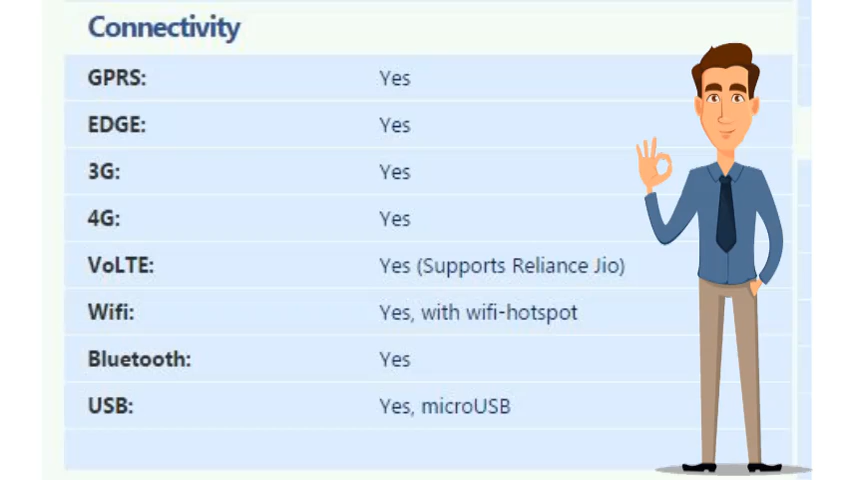 Connectivity
GPRS: Yes
EDGE: Yes
3G: Yes
4G: Yes
VoLTE: Yes (Supports Reliance Jio)
Wifi: Yes, with wifi-hotspot
Bluetooth: Yes
USB: Yes, microUSB